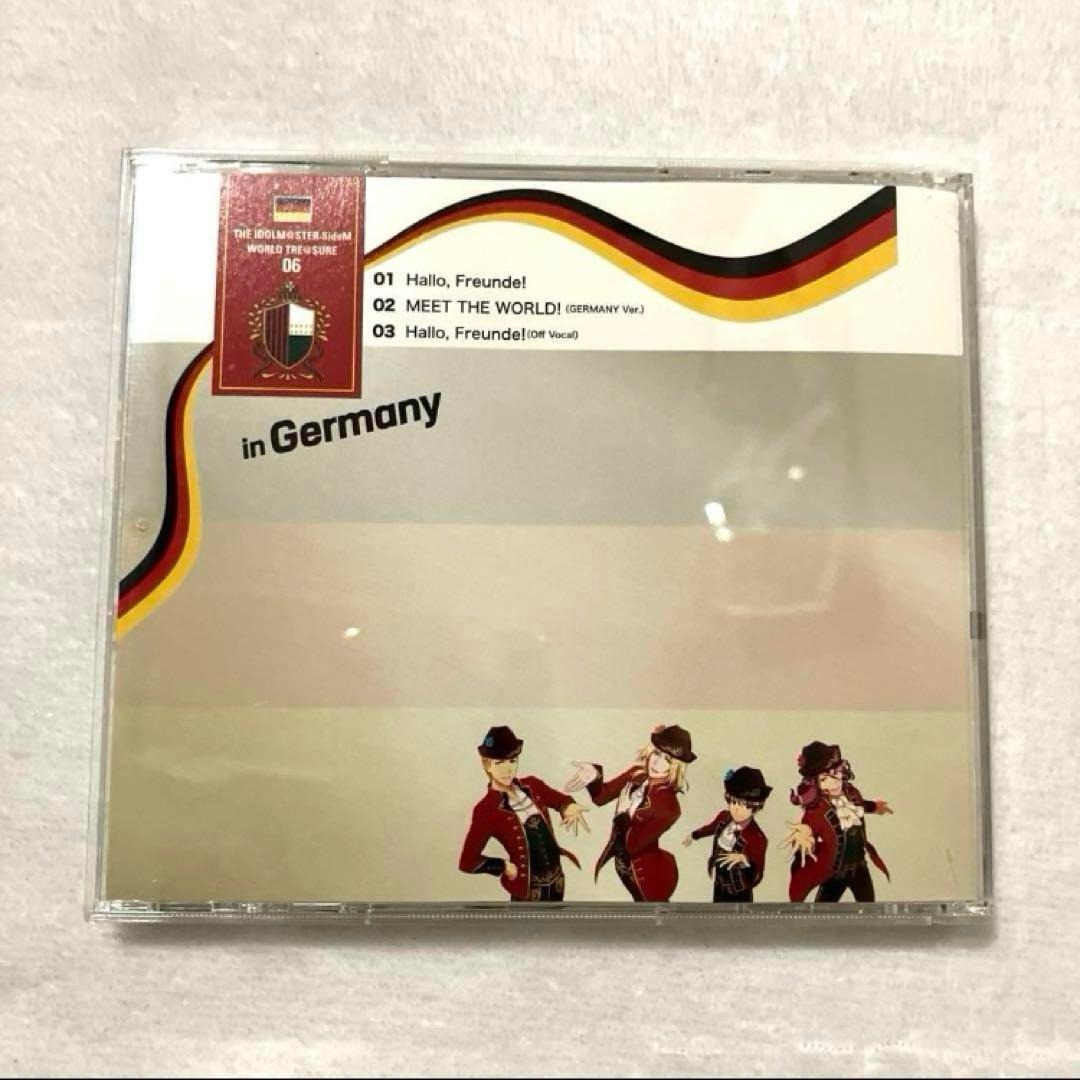 THE IDOLM@STER SideM
WORLD TRE@SURE
06
01 Hallo, Freunde!
02 MEET THE WORLD! (GERMANY Ver.)
03 Hallo, Freunde! (Off Vocal)
in Germany